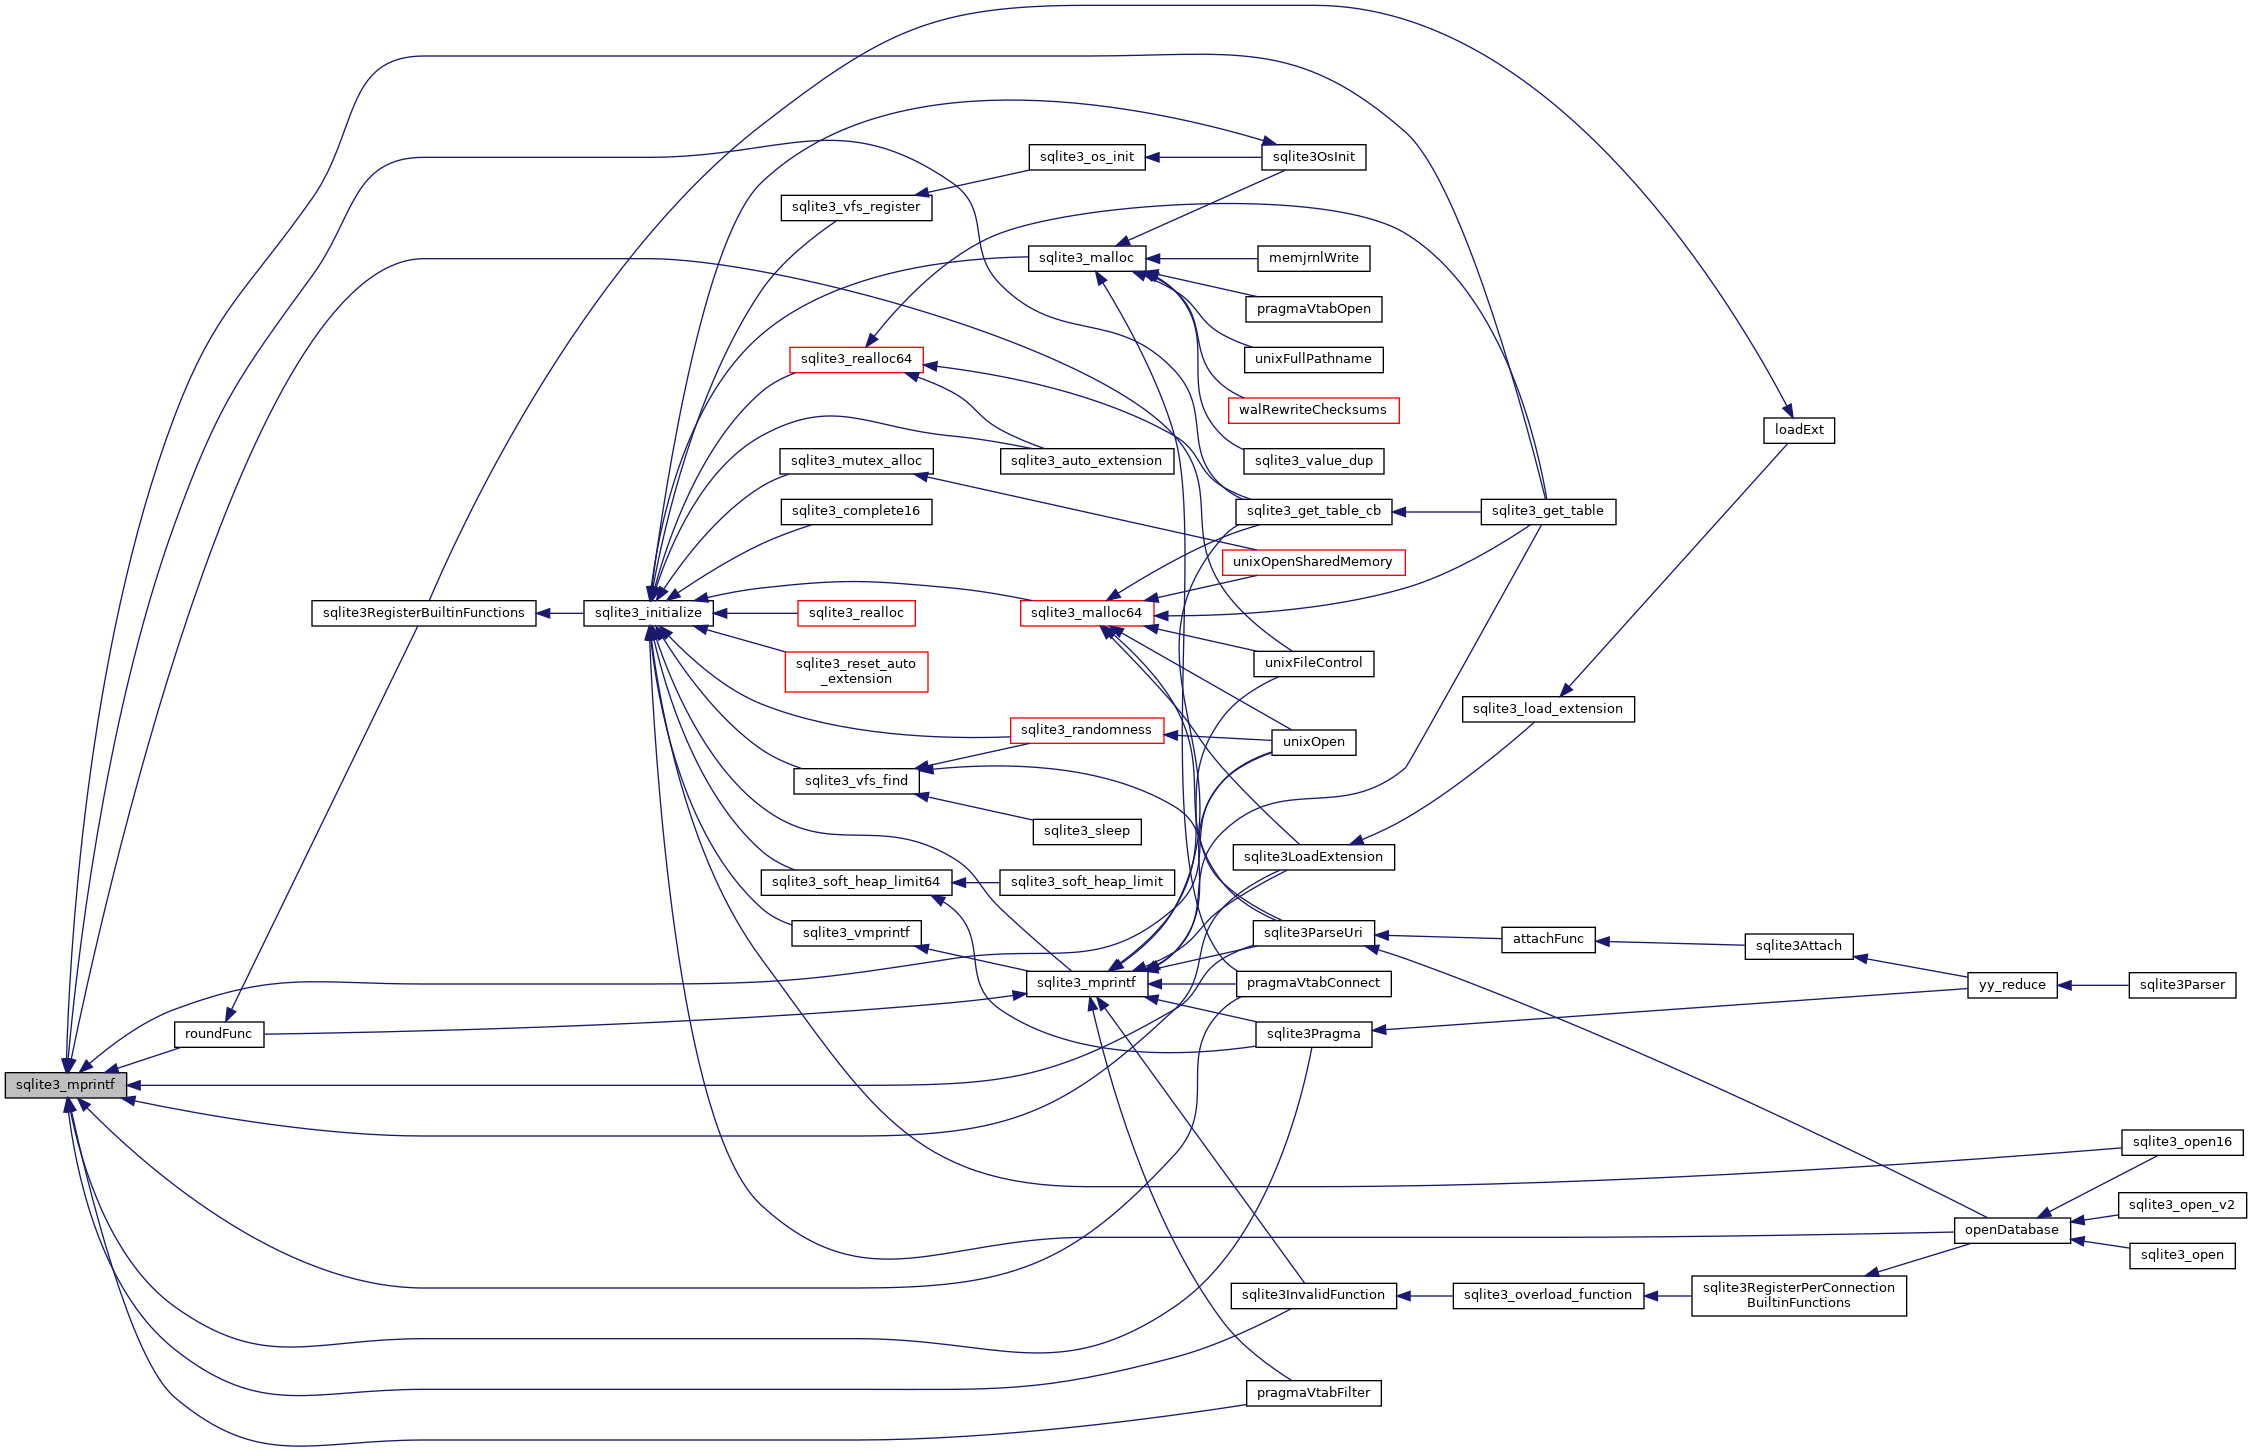 sqlite3_os_init
sqlite3OsInit
sqlite3_vfs_register
sqlite3_malloc
memjrnlWrite
pragmaVtabOpen
sqlite3_realloc64
unixFullPathname
walRewriteChecksums
loadExt
sqlite3_mutex_alloc
sqlite3_auto_extension
sqlite3_value_dup
sqlite3_complete16
sqlite3_get_table_cb
sqlite3_get_table
unixOpenSharedMemory
sqlite3RegisterBuiltinFunctions
sqlite3_initialize
sqlite3_realloc
sqlite3_malloc64
sqlite3_reset_auto
_extension
unixFileControl
sqlite3_load_extension
sqlite3_randomness
unixOpen
sqlite3_vfs_find
sqlite3_sleep
sqlite3LoadExtension
sqlite3_soft_heap_limit64
sqlite3_soft_heap_limit
sqlite3_vmprintf
sqlite3ParseUri
attachFunc
sqlite3Attach
sqlite3_mprintf
pragmaVtabConnect
yy_reduce
sqlite3Parser
roundFunc
sqlite3Pragma
sqlite3_mprintf
sqlite3_open16
sqlite3_open_v2
openDatabase
sqlite3_open
sqlite3InvalidFunction
sqlite3_overload_function
sqlite3RegisterPerConnection
BuiltinFunctions
pragmaVtabFilter